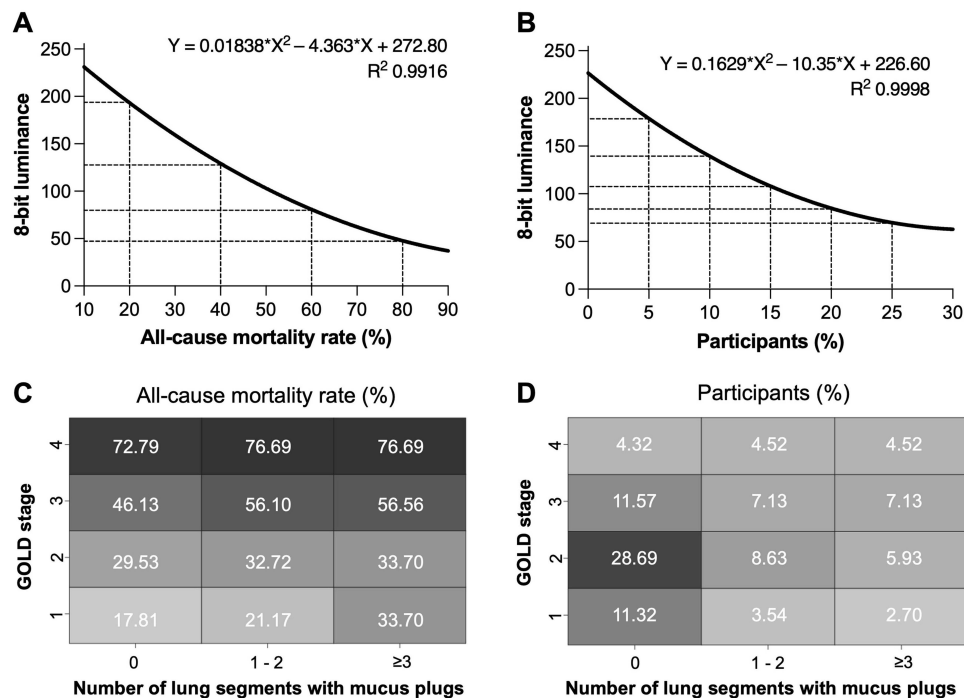 A
Y = 0.01838*X² – 4.363*X + 272.80
R² 0.9916
8-bit luminance
250
200
150
100
50
0
10 20 30 40 50 60 70 80 90
All-cause mortality rate (%)
B
Y = 0.1629*X² – 10.35*X + 226.60
R² 0.9998
8-bit luminance
250
200
150
100
50
0
0 5 10 15 20 25 30
Participants (%)
C
All-cause mortality rate (%)
GOLD stage
4 72.79 76.69 76.69
3 46.13 56.10 56.56
2 29.53 32.72 33.70
1 17.81 21.17 33.70
0 1 - 2 ≥3
Number of lung segments with mucus plugs
D
Participants (%)
GOLD stage
4 4.32 4.52 4.52
3 11.57 7.13 7.13
2 28.69 8.63 5.93
1 11.32 3.54 2.70
0 1 - 2 ≥3
Number of lung segments with mucus plugs